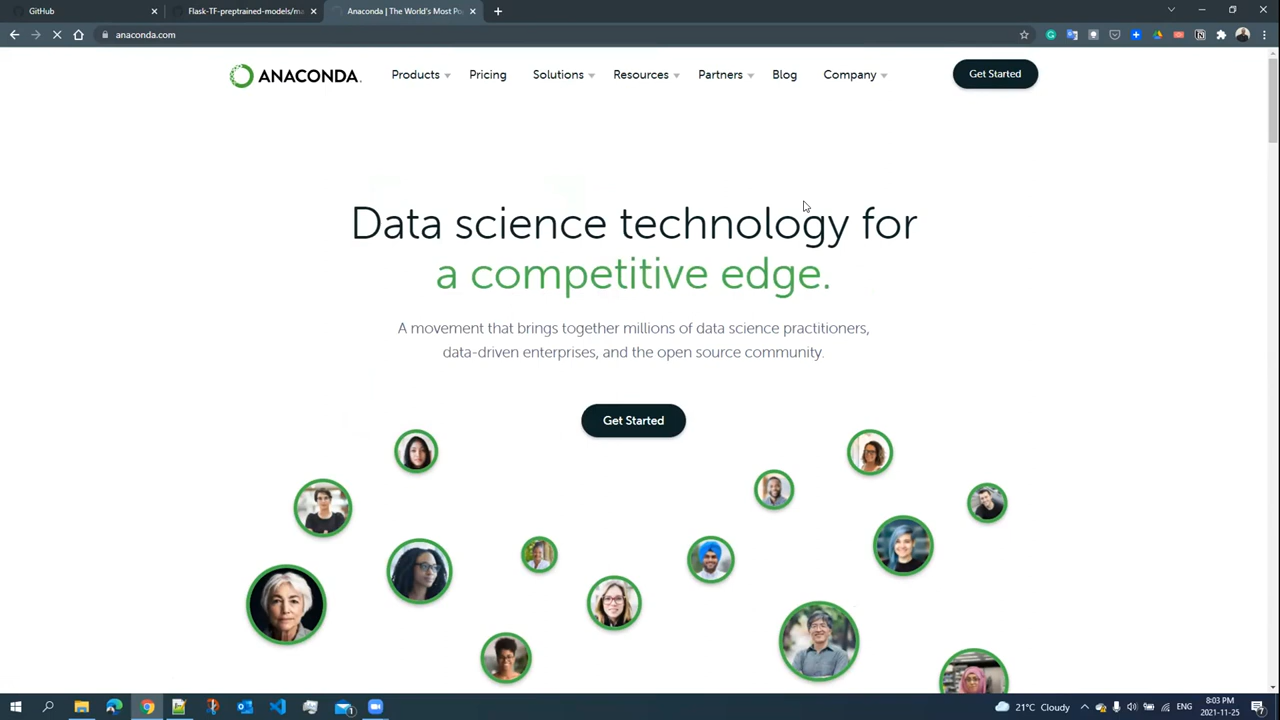 GitHub
Flask-TF-preptrained-models/ma
Anaconda | The World's Most Po
anaconda.com
ANACONDA.
Products
Pricing
Solutions
Resources
Partners
Blog
Company
Get Started
Data science technology for
a competitive edge.
A movement that brings together millions of data science practitioners,
data-driven enterprises, and the open source community.
Get Started
21°C Cloudy
ENG
8:03 PM
2021-11-25